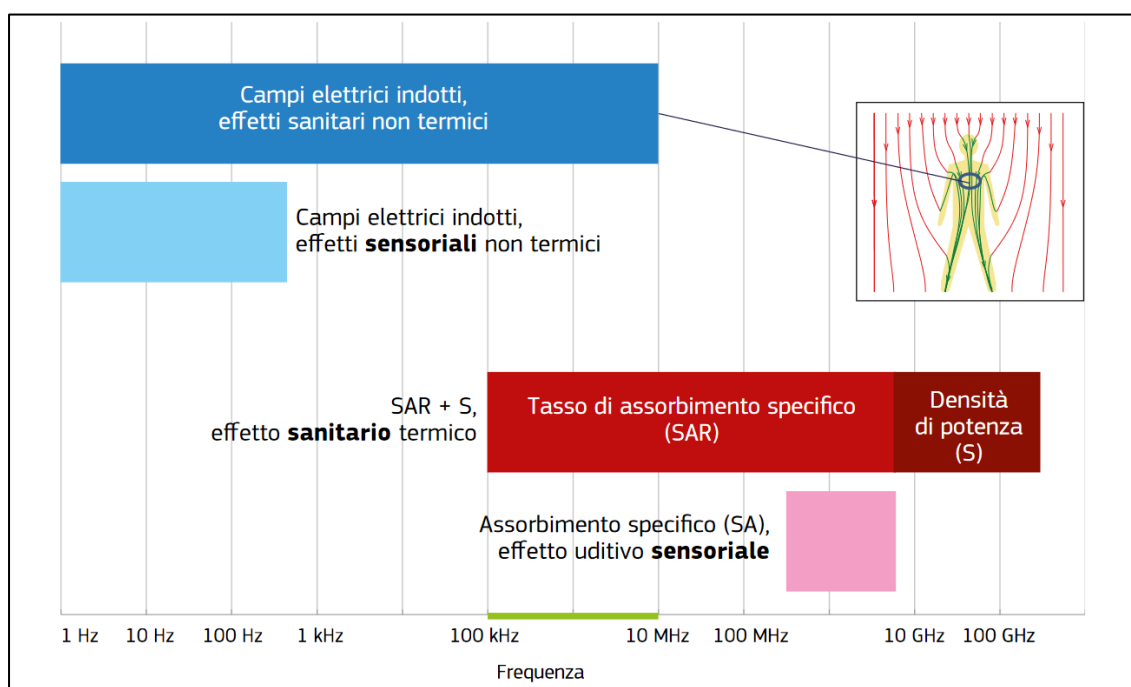 Campi elettrici indotti,
effetti sanitari non termici
Campi elettrici indotti,
effetti sensoriali non termici
SAR + S,
effetto sanitario termico
Tasso di assorbimento specifico
(SAR)
Densità
di potenza
(S)
Assorbimento specifico (SA),
effetto uditivo sensoriale
1 Hz 10 Hz 100 Hz 1 kHz 100 kHz 10 MHz 100 MHz 10 GHz 100 GHz
Frequenza